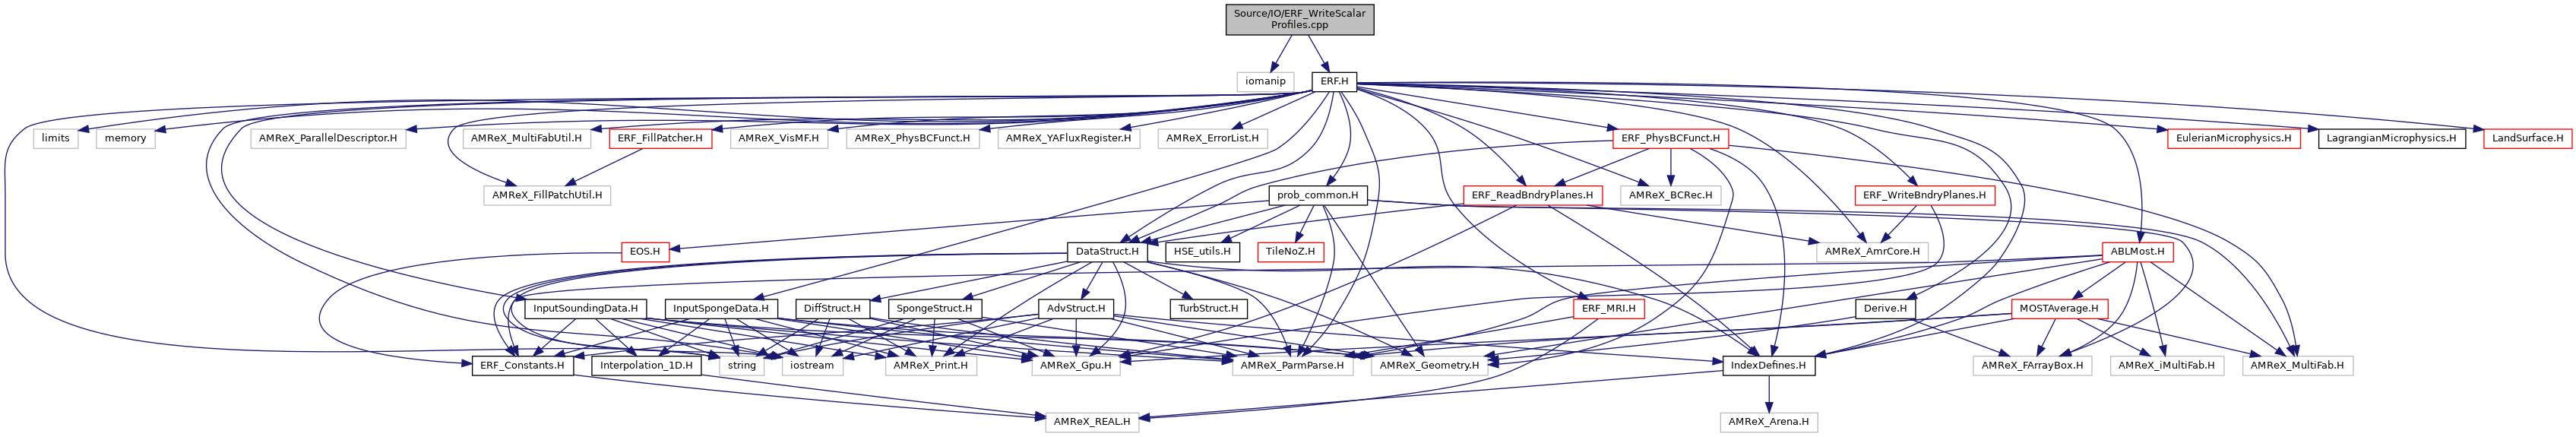 Source/IO/ERF_WriteScalar
Profiles.cpp
iomanip
ERF.H
limits
memory
AMReX_ParallelDescriptor.H
AMReX_MultiFabUtil.H
ERF_FillPatcher.H
AMReX_VisMF.H
AMReX_PhysBCFunct.H
AMReX_YAFluxRegister.H
AMReX_ErrorList.H
ERF_PhysBCFunct.H
EulerianMicrophysics.H
LagrangianMicrophysics.H
LandSurface.H
AMReX_FillPatchUtil.H
prob_common.H
ERF_ReadBndryPlanes.H
AMReX_BCRec.H
ERF_WriteBndryPlanes.H
EOS.H
DataStruct.H
HSE_utils.H
TileNoZ.H
AMReX_AmrCore.H
ABLMost.H
InputSoundingData.H
InputSpongeData.H
DiffStruct.H
SpongeStruct.H
AdvStruct.H
TurbStruct.H
ERF_MRI.H
Derive.H
MOSTAverage.H
ERF_Constants.H
Interpolation_1D.H
string
iostream
AMReX_Print.H
AMReX_Gpu.H
AMReX_ParmParse.H
AMReX_Geometry.H
IndexDefines.H
AMReX_FArrayBox.H
AMReX_iMultiFab.H
AMReX_MultiFab.H
AMReX_REAL.H
AMReX_Arena.H